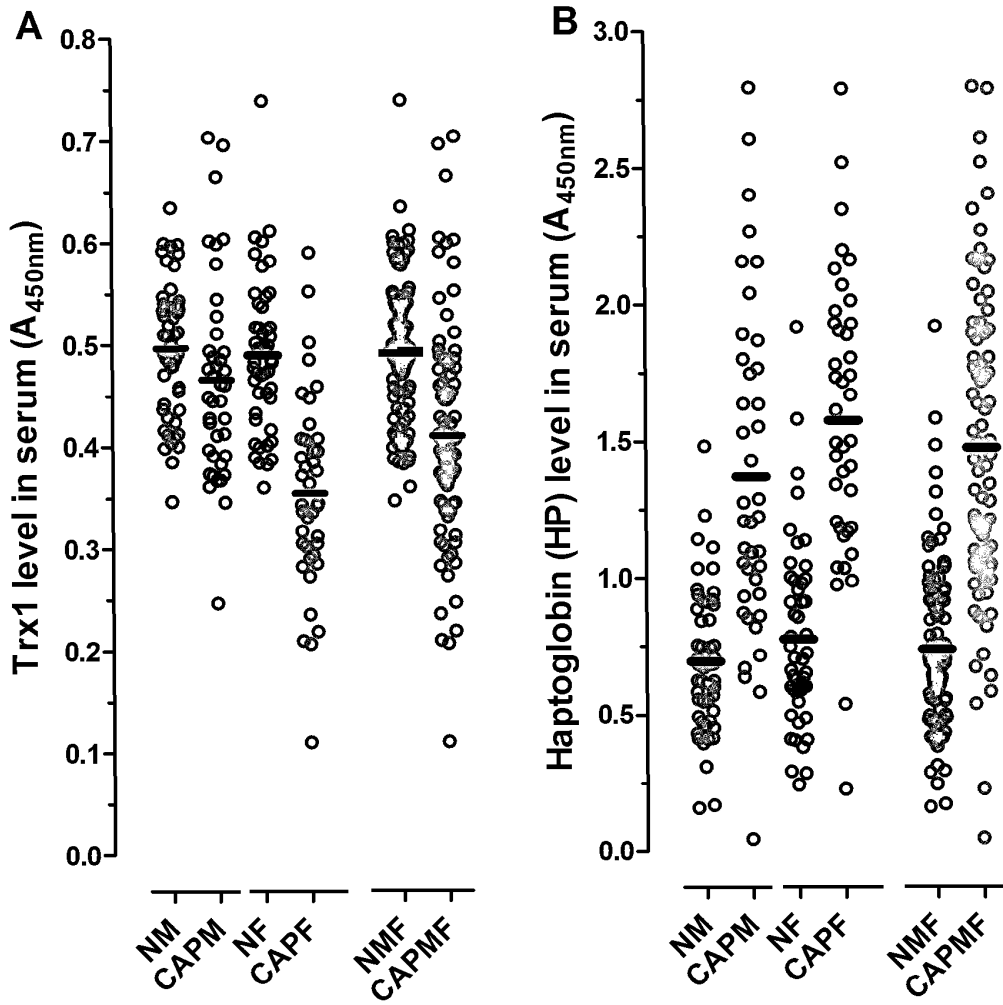 A
Trx1 level in serum (A450nm)
0.8
0.7
0.6
0.5
0.4
0.3
0.2
0.1
0.0
NM
CAPM
NF
CAPF
NMF
CAPMF
B
Haptoglobin (HP) level in serum (A450nm)
3.0
2.5
2.0
1.5
1.0
0.5
0.0
NM
CAPM
NF
CAPF
NMF
CAPMF